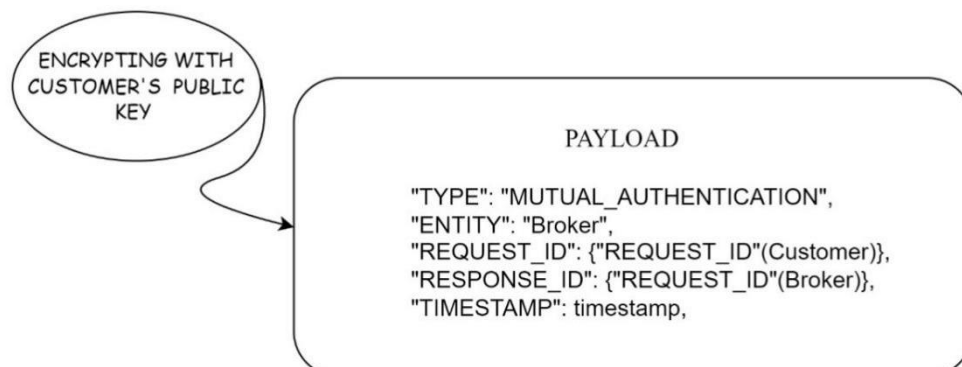 ENCRYPTING WITH
CUSTOMER'S PUBLIC
KEY
PAYLOAD
"TYPE": "MUTUAL_AUTHENTICATION",
"ENTITY": "Broker",
"REQUEST_ID": {"REQUEST_ID"(Customer)},
"RESPONSE_ID": {"REQUEST_ID"(Broker)},
"TIMESTAMP": timestamp,